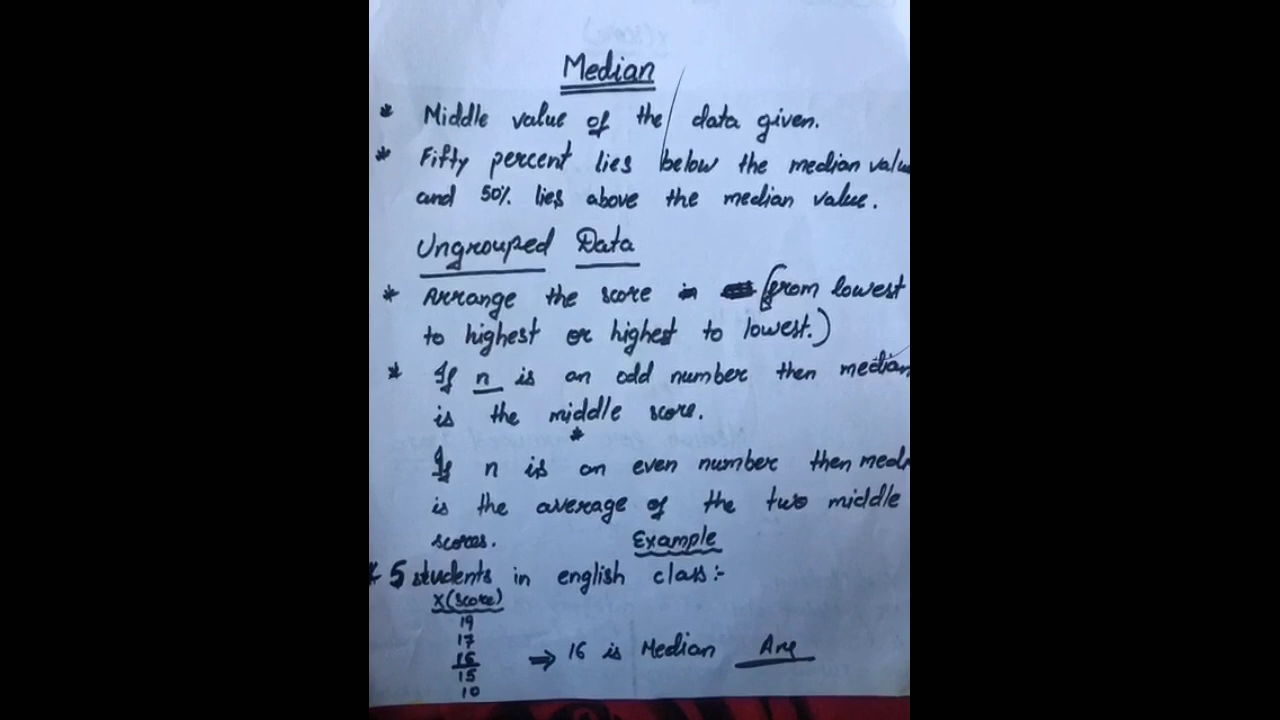 Median
* Middle value of the data given.
* Fifty percent lies below the median valu
and 50% lies above the median value.
Ungrouped Data
* Arrange the score in (from lowest
to highest or highest to lowest.)
* If n is an odd number then median
is the middle score.
*
If n is an even number then medi
is the average of the two middle
scores. Example
* 5 students in english class:-
X(score)
19
17
16 ⇒ 16 is Median Ans
15
10